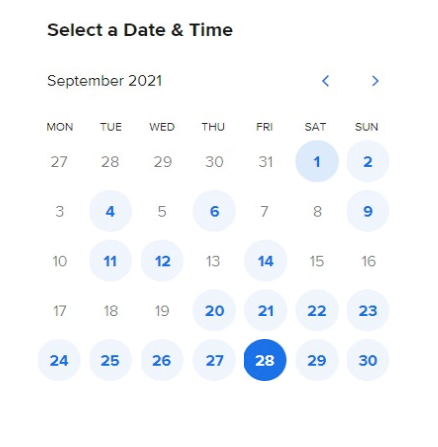 Select a Date & Time
September 2021
MON TUE WED THU FRI SAT SUN
27 28 29 30 31 1 2
3 4 5 6 7 8 9
10 11 12 13 14 15 16
17 18 19 20 21 22 23
24 25 26 27 28 29 30